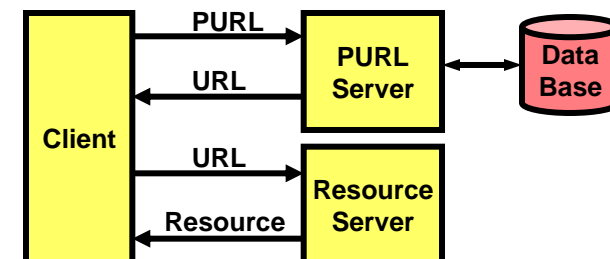 PURL
PURL
Server
Data
Base
URL
Client
URL
Resource
Server
Resource